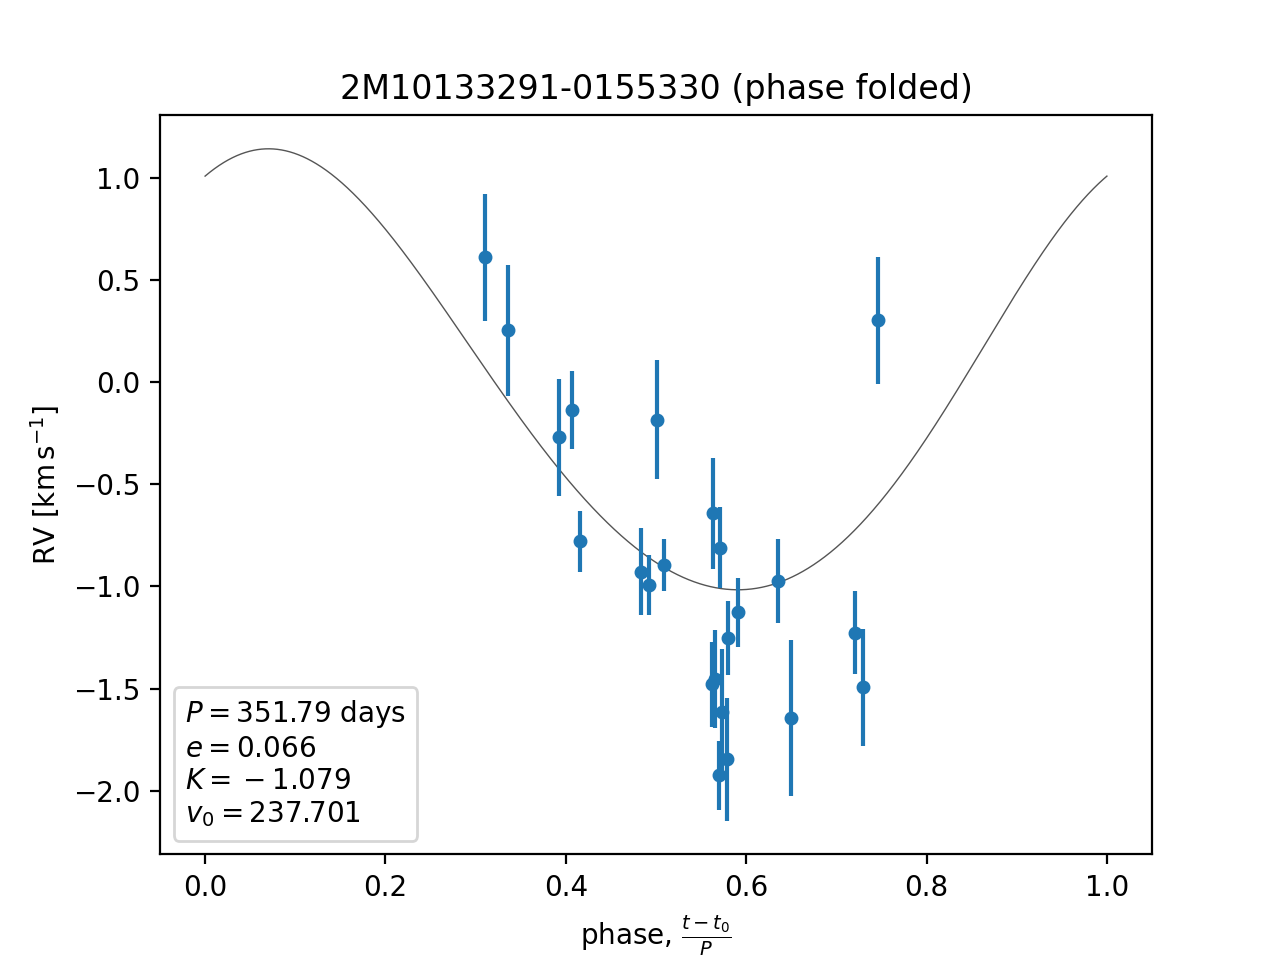 2M10133291-0155330 (phase folded)
1.0
0.5
0.0
−0.5
−1.0
−1.5
−2.0
RV [km s⁻¹]
P = 351.79 days
e = 0.066
K = −1.079
v₀ = 237.701
0.0 0.2 0.4 0.6 0.8 1.0
phase, (t − t₀)/P